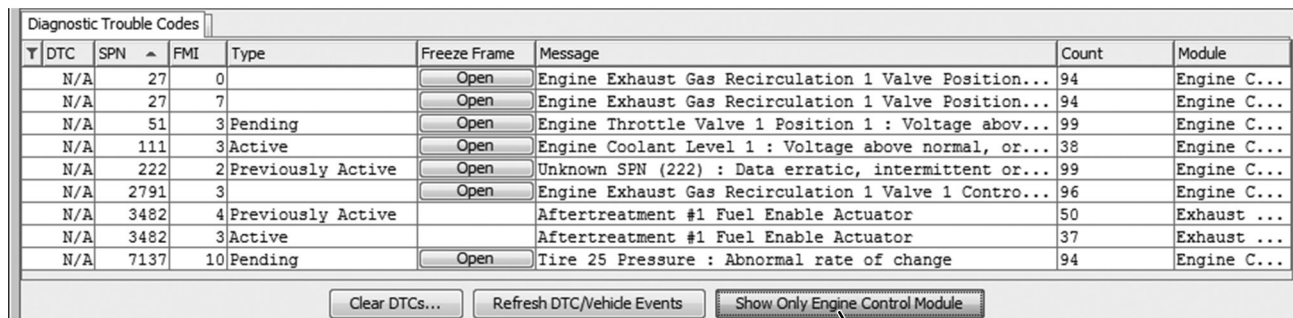 Diagnostic Trouble Codes
DTC SPN FMI Type Freeze Frame Message Count Module
N/A 27 0 Open Engine Exhaust Gas Recirculation 1 Valve Position... 94 Engine C...
N/A 27 7 Open Engine Exhaust Gas Recirculation 1 Valve Position... 94 Engine C...
N/A 51 3 Pending Open Engine Throttle Valve 1 Position 1 : Voltage abov... 99 Engine C...
N/A 111 3 Active Open Engine Coolant Level 1 : Voltage above normal, or... 38 Engine C...
N/A 222 2 Previously Active Open Unknown SPN (222) : Data erratic, intermittent or... 99 Engine C...
N/A 2791 3 Open Engine Exhaust Gas Recirculation 1 Valve 1 Contro... 96 Engine C...
N/A 3482 4 Previously Active Aftertreatment #1 Fuel Enable Actuator 50 Exhaust ...
N/A 3482 3 Active Aftertreatment #1 Fuel Enable Actuator 37 Exhaust ...
N/A 7137 10 Pending Open Tire 25 Pressure : Abnormal rate of change 94 Engine C...
Clear DTCs... Refresh DTC/Vehicle Events Show Only Engine Control Module